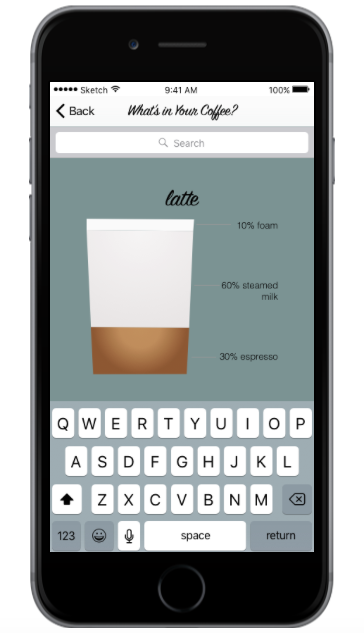 Sketch 9:41 AM 100%
Back What's in Your Coffee?
Search
latte
10% foam
60% steamed
milk
30% espresso
Q W E R T Y U I O P
A S D F G H J K L
Z X C V B N M
123 space return